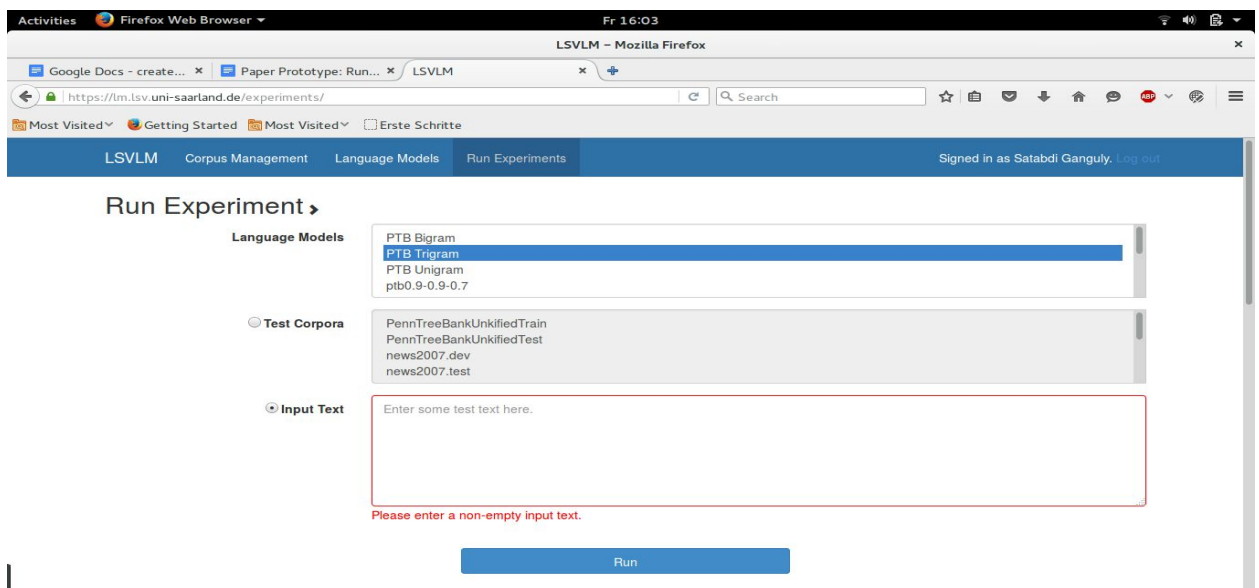 Activities Firefox Web Browser Fr 16:03
LSVLM – Mozilla Firefox
Google Docs - create... Paper Prototype: Run... LSVLM
https://lm.lsv.uni-saarland.de/experiments/ Search ABP
Most Visited Getting Started Most Visited Erste Schritte
LSVLM Corpus Management Language Models Run Experiments Signed in as Satabdi Ganguly. Log out
Run Experiment
Language Models
PTB Bigram
PTB Trigram
PTB Unigram
ptb0.9-0.9-0.7
Test Corpora
PennTreeBankUnkifiedTrain
PennTreeBankUnkifiedTest
news2007.dev
news2007.test
Input Text
Enter some test text here.
Please enter a non-empty input text.
Run